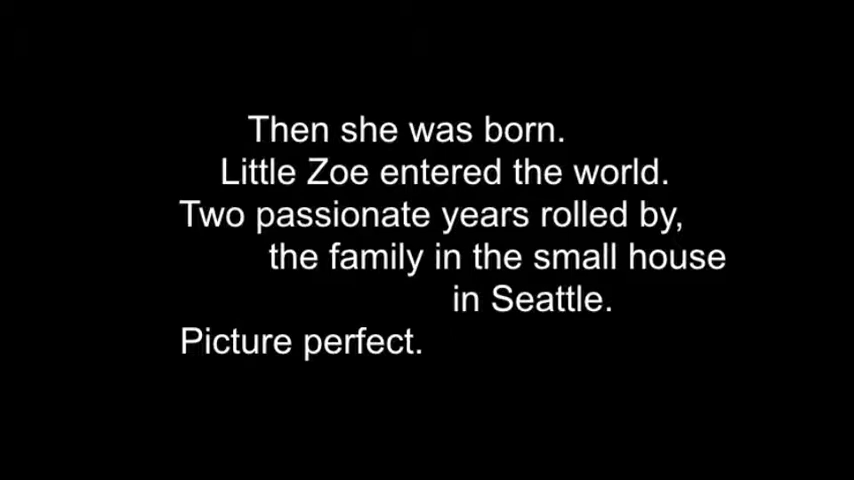 Then she was born.
Little Zoe entered the world.
Two passionate years rolled by,
the family in the small house
in Seattle.
Picture perfect.